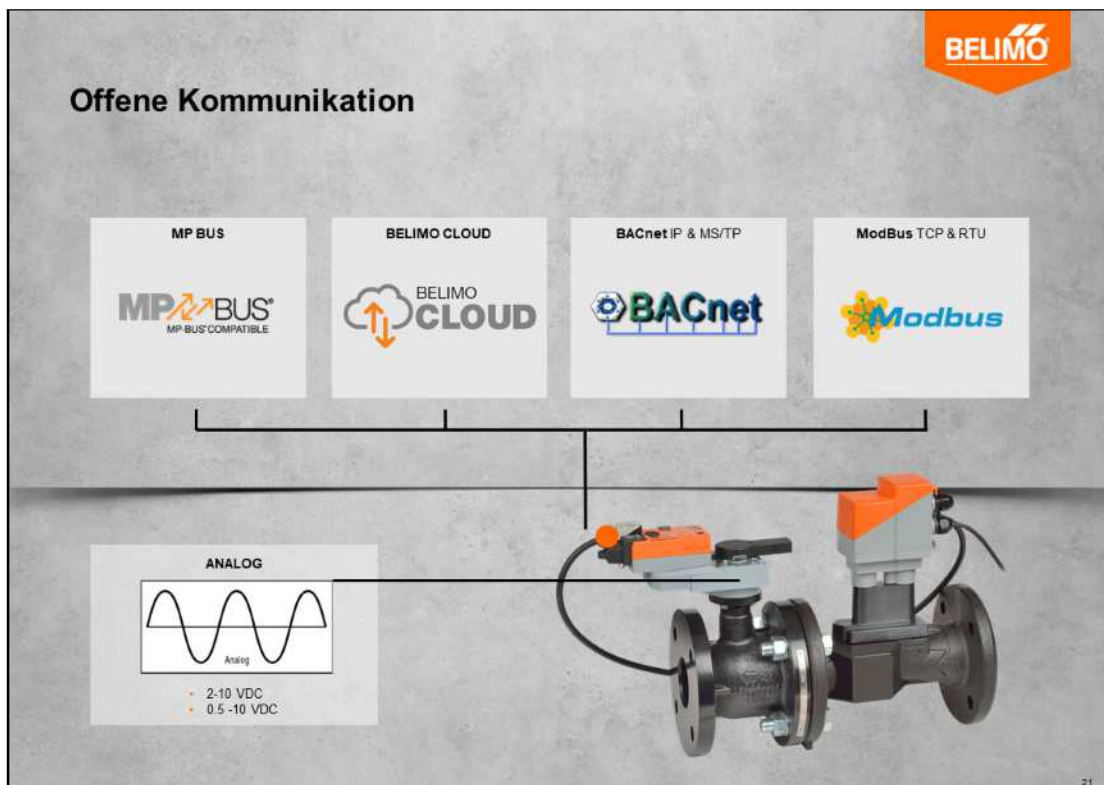 BELIMO®
Offene Kommunikation
MP BUS
MP BUS®
MP-BUS® COMPATIBLE
BELIMO CLOUD
BELIMO
CLOUD
BACnet IP & MS/TP
BACnet
ModBus TCP & RTU
Modbus
ANALOG
Analog
• 2-10 VDC
• 0.5 -10 VDC
21